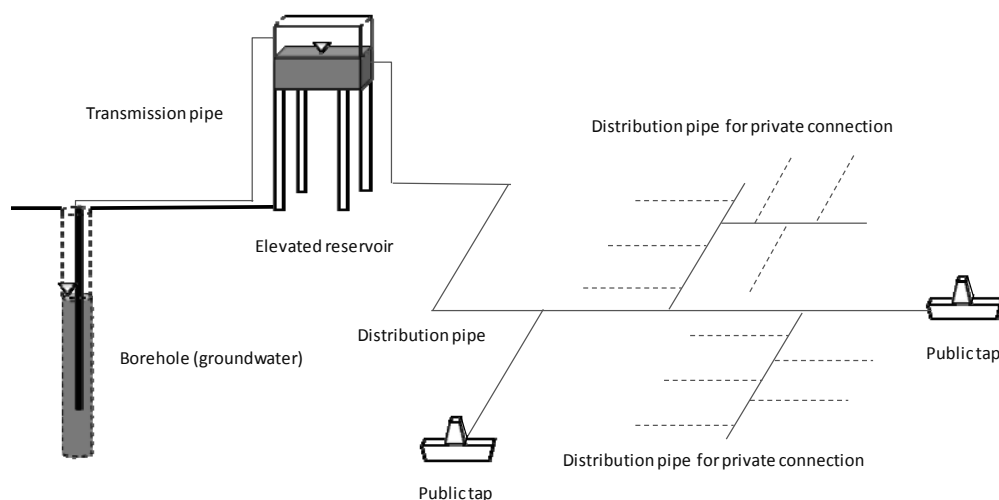 Transmission pipe
Distribution pipe for private connection
Elevated reservoir
Distribution pipe
Borehole (groundwater)
Public tap
Distribution pipe for private connection
Public tap